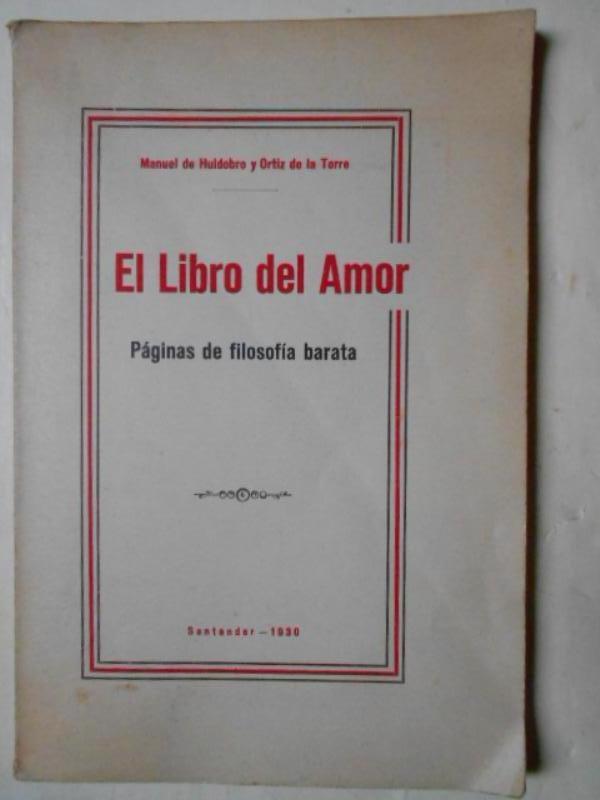 Manuel de Huidobro y Ortiz de la Torre
El Libro del Amor
Páginas de filosofía barata
Santander — 1930